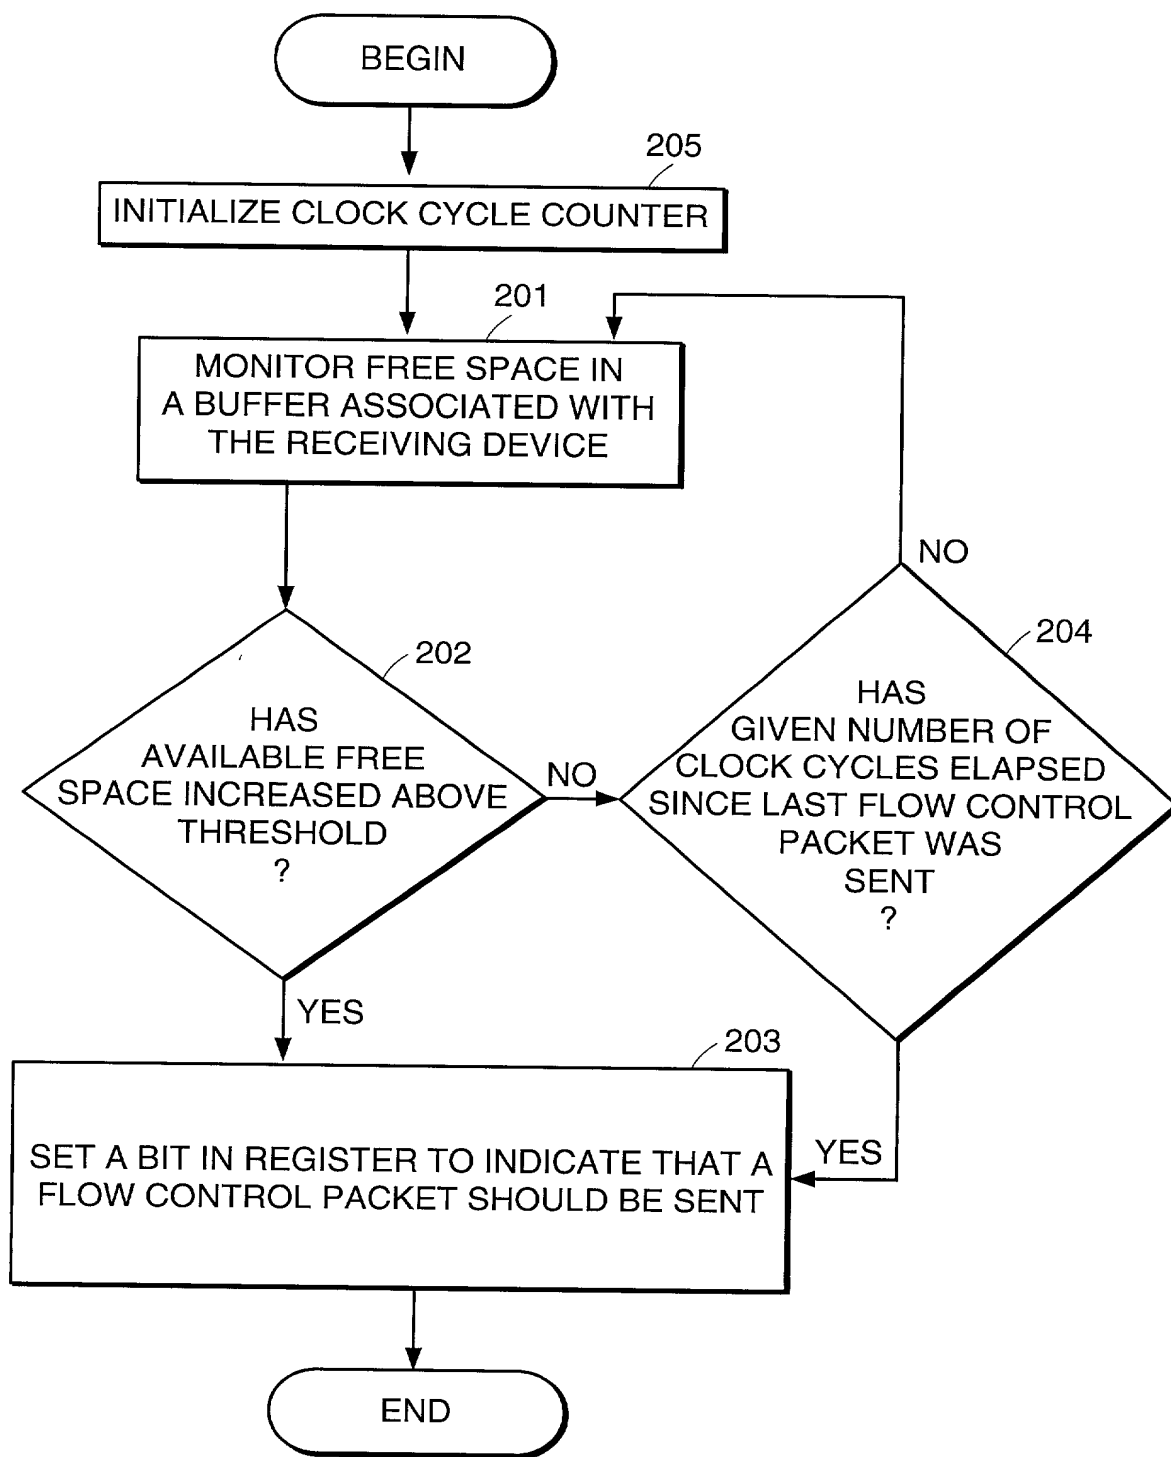 BEGIN
205
INITIALIZE CLOCK CYCLE COUNTER
201
MONITOR FREE SPACE IN
A BUFFER ASSOCIATED WITH
THE RECEIVING DEVICE
NO
202
204
HAS
AVAILABLE FREE
SPACE INCREASED ABOVE
THRESHOLD
?
NO
HAS
GIVEN NUMBER OF
CLOCK CYCLES ELAPSED
SINCE LAST FLOW CONTROL
PACKET WAS
SENT
?
YES
203
YES
SET A BIT IN REGISTER TO INDICATE THAT A
FLOW CONTROL PACKET SHOULD BE SENT
END